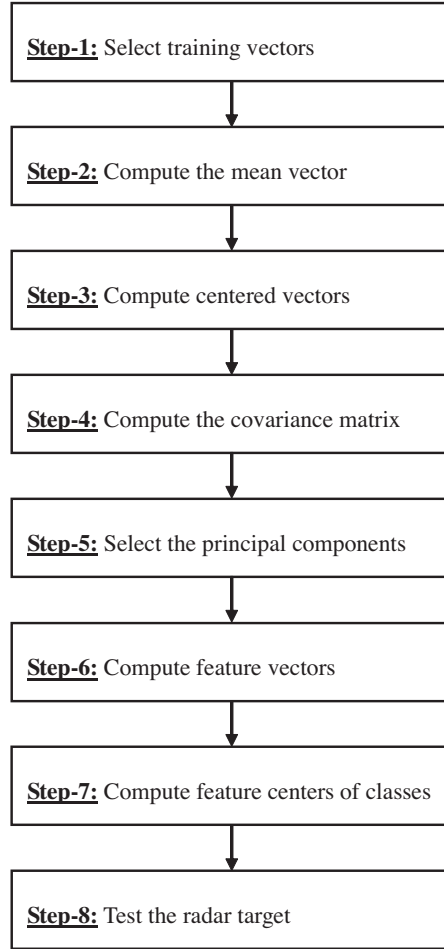 Step-1: Select training vectors
Step-2: Compute the mean vector
Step-3: Compute centered vectors
Step-4: Compute the covariance matrix
Step-5: Select the principal components
Step-6: Compute feature vectors
Step-7: Compute feature centers of classes
Step-8: Test the radar target